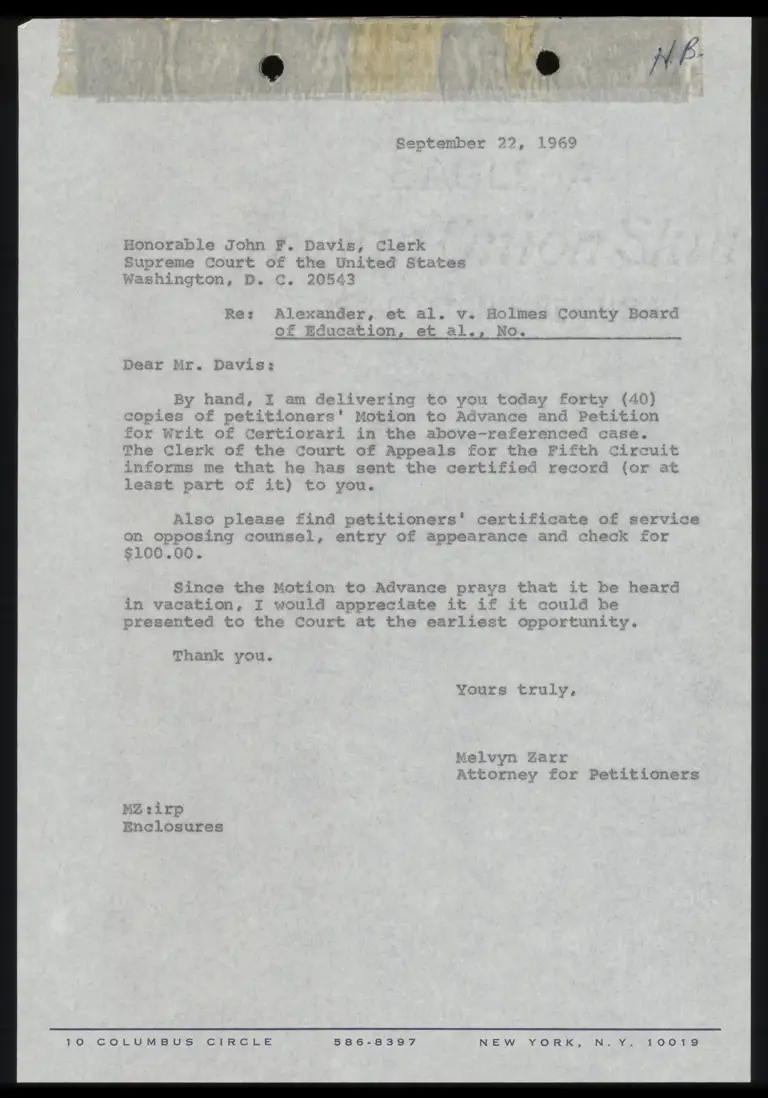 H.B.
September 22, 1969
Honorable John F. Davis, Clerk
Supreme Court of the United States
Washington, D. C. 20543
Re: Alexander, et al. v. Holmes County Board
of Education, et al., No.
Dear Mr. Davis:
By hand, I am delivering to you today forty (40)
copies of petitioners' Motion to Advance and Petition
for Writ of Certiorari in the above-referenced case.
The Clerk of the Court of Appeals for the Fifth Circuit
informs me that he has sent the certified record (or at
least part of it) to you.
Also please find petitioners' certificate of service
on opposing counsel, entry of appearance and check for
$100.00.
Since the Motion to Advance prays that it be heard
in vacation, I would appreciate it if it could be
presented to the Court at the earliest opportunity.
Thank you.
Yours truly,
Melvyn Zarr
Attorney for Petitioners
MZ:irp
Enclosures
10 COLUMBUS CIRCLE 586-8397 NEW YORK, N.Y. 10019